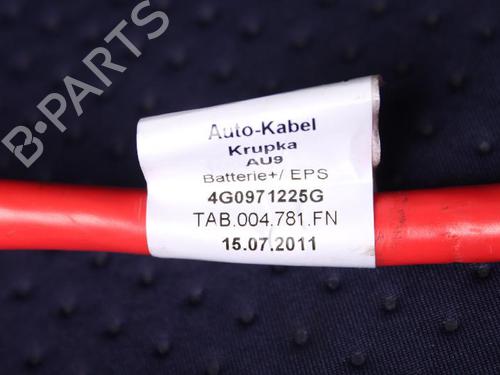 B-PARTS
Auto-Kabel
Krupka
AU9
Batterie+/ EPS
4G0971225G
TAB.004.781.FN
15.07.2011